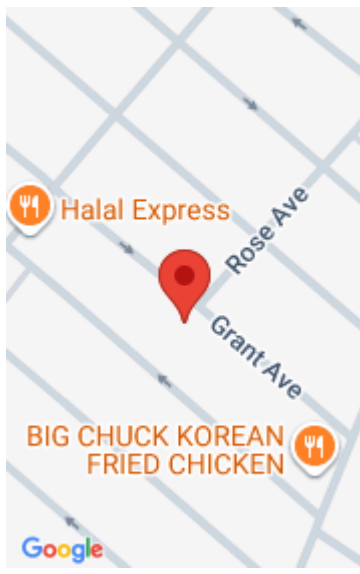 Halal Express
Rose Ave
Grant Ave
BIG CHUCK KOREAN
FRIED CHICKEN
Google